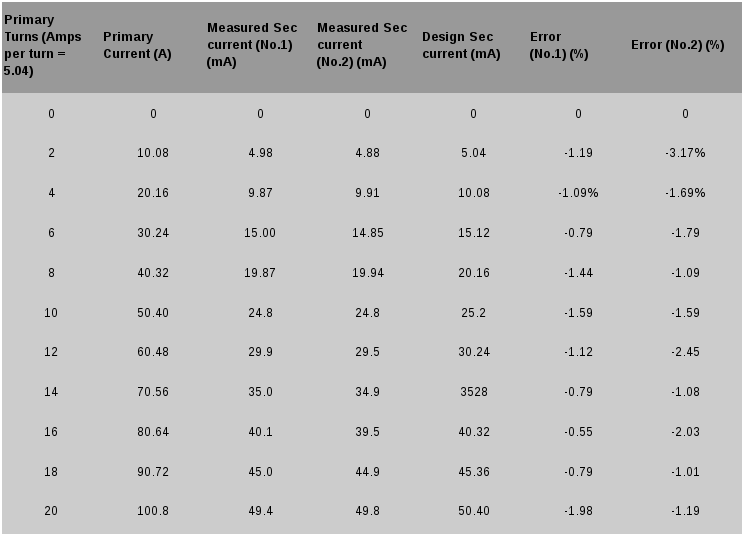 Primary Turns (Amps per turn = 5.04) Primary Current (A) Measured Sec current (No.1) (mA) Measured Sec current (No.2) (mA) Design Sec current (mA) Error (No.1) (%) Error (No.2) (%)
0 0 0 0 0 0 0
2 10.08 4.98 4.88 5.04 -1.19 -3.17%
4 20.16 9.87 9.91 10.08 -1.09% -1.69%
6 30.24 15.00 14.85 15.12 -0.79 -1.79
8 40.32 19.87 19.94 20.16 -1.44 -1.09
10 50.40 24.8 24.8 25.2 -1.59 -1.59
12 60.48 29.9 29.5 30.24 -1.12 -2.45
14 70.56 35.0 34.9 3528 -0.79 -1.08
16 80.64 40.1 39.5 40.32 -0.55 -2.03
18 90.72 45.0 44.9 45.36 -0.79 -1.01
20 100.8 49.4 49.8 50.40 -1.98 -1.19